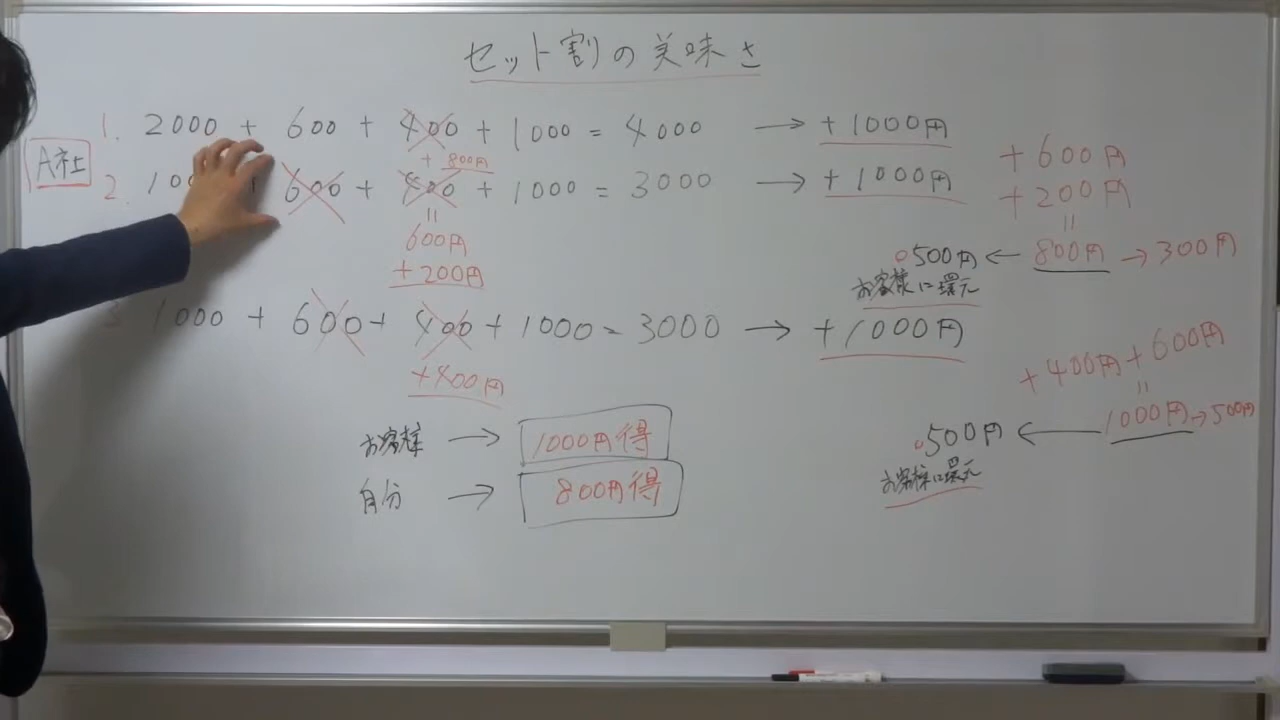 セット割の美味さ
1. 2000 + 600 + 400 + 1000 = 4000 → +1000円
+ 800円
A社
2. 100 600 + 400 + 1000 = 3000 → +1000円
+600円
+200円
=
800円 → 300円
500円 ←
お客様に還元
=
600円
+200円
3 1000 + 600 + 400 + 1000 = 3000 → +1000円
+400円
+400円+600円
=
1000円→500円
500円 ←
お客様に還元
お客様 → 1000円得
自分 → 800円得